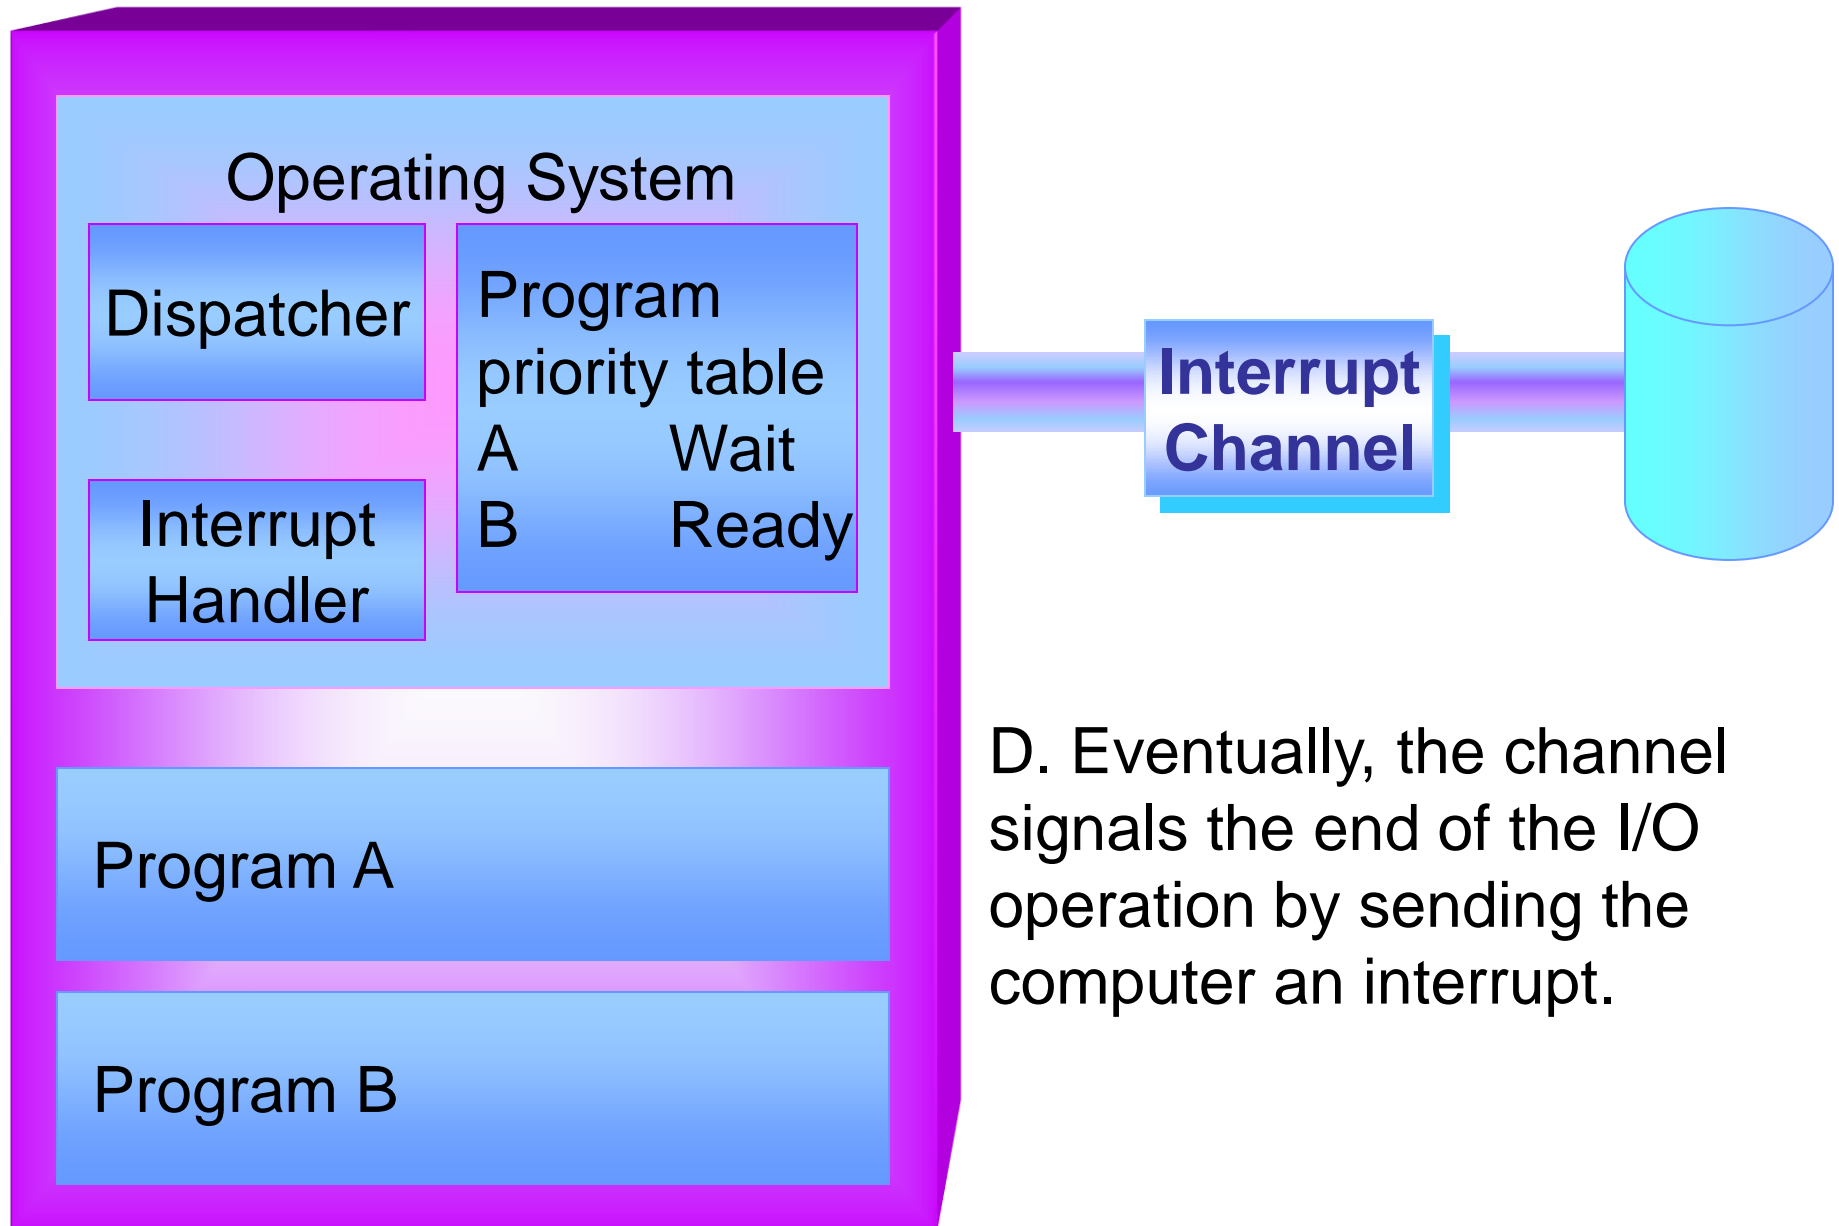 Operating System
Dispatcher
Program
priority table
A Wait
B Ready
Interrupt
Handler
Interrupt
Channel
Program A
Program B
D. Eventually, the channel
signals the end of the I/O
operation by sending the
computer an interrupt.